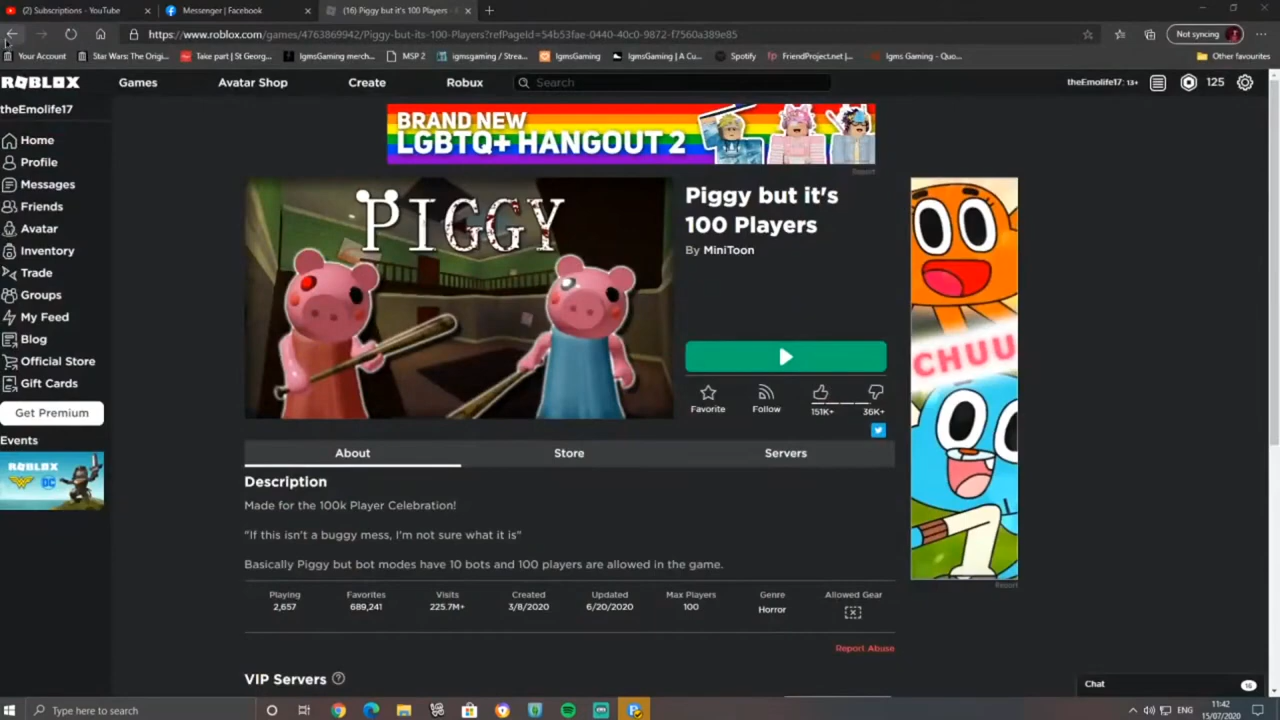 (2) Subscriptions - YouTube
Messenger | Facebook
(16) Piggy but it's 100 Players -
https://www.roblox.com/games/4763869942/Piggy-but-its-100-Players?refPageId=54b53fae-0440-40c0-9872-f7560a389e85
Not syncing
Your Account
Star Wars: The Origi...
Take part | St Georg...
IgmsGaming merch...
MSP 2
igmsgaming / Strea...
IgmsGaming
IgmsGaming | A Cu...
Spotify
FriendProject.net |...
Igms Gaming - Quo...
Other favourites
ROBLOX
Games
Avatar Shop
Create
Robux
Search
theEmolife17: 13+
125
theEmolife17
Home
Profile
Messages
Friends
Avatar
Inventory
Trade
Groups
My Feed
Blog
Official Store
Gift Cards
Get Premium
Events
ROBLOX
DC
BRAND NEW
LGBTQ+ HANGOUT 2
Report
PIGGY
Piggy but it's
100 Players
By MiniToon
Favorite
Follow
151K+
36K+
CHUU
Report
About
Store
Servers
Description
Made for the 100k Player Celebration!
"If this isn't a buggy mess, I'm not sure what it is"
Basically Piggy but bot modes have 10 bots and 100 players are allowed in the game.
Playing
Favorites
Visits
Created
Updated
Max Players
Genre
Allowed Gear
2,657
689,241
225.7M+
3/8/2020
6/20/2020
100
Horror
Report Abuse
VIP Servers
Chat
16
Type here to search
ENG
11:42
15/07/2020